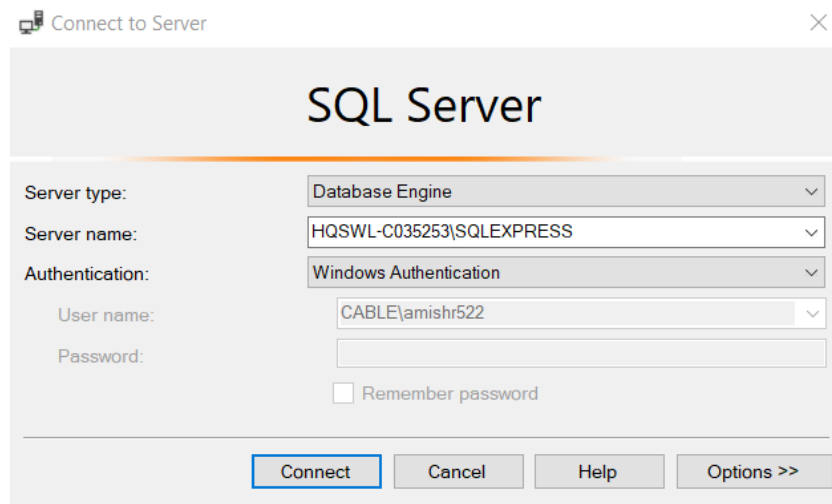 Connect to Server
SQL Server
Server type: Database Engine
Server name: HQSWL-C035253\SQLEXPRESS
Authentication: Windows Authentication
User name: CABLE\amishr522
Password:
Remember password
Connect Cancel Help Options >>